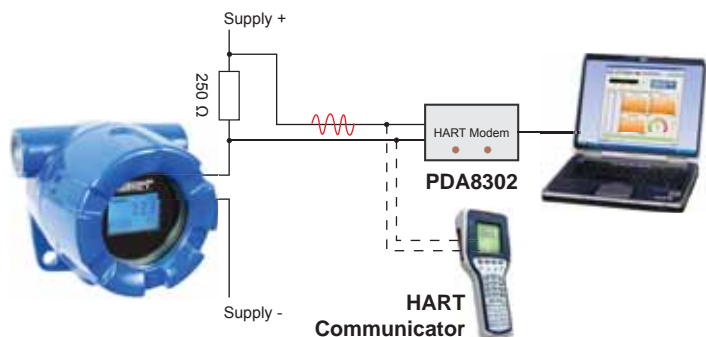 Supply +
250 Ω
HART Modem
PDA8302
HART
Communicator
Supply -